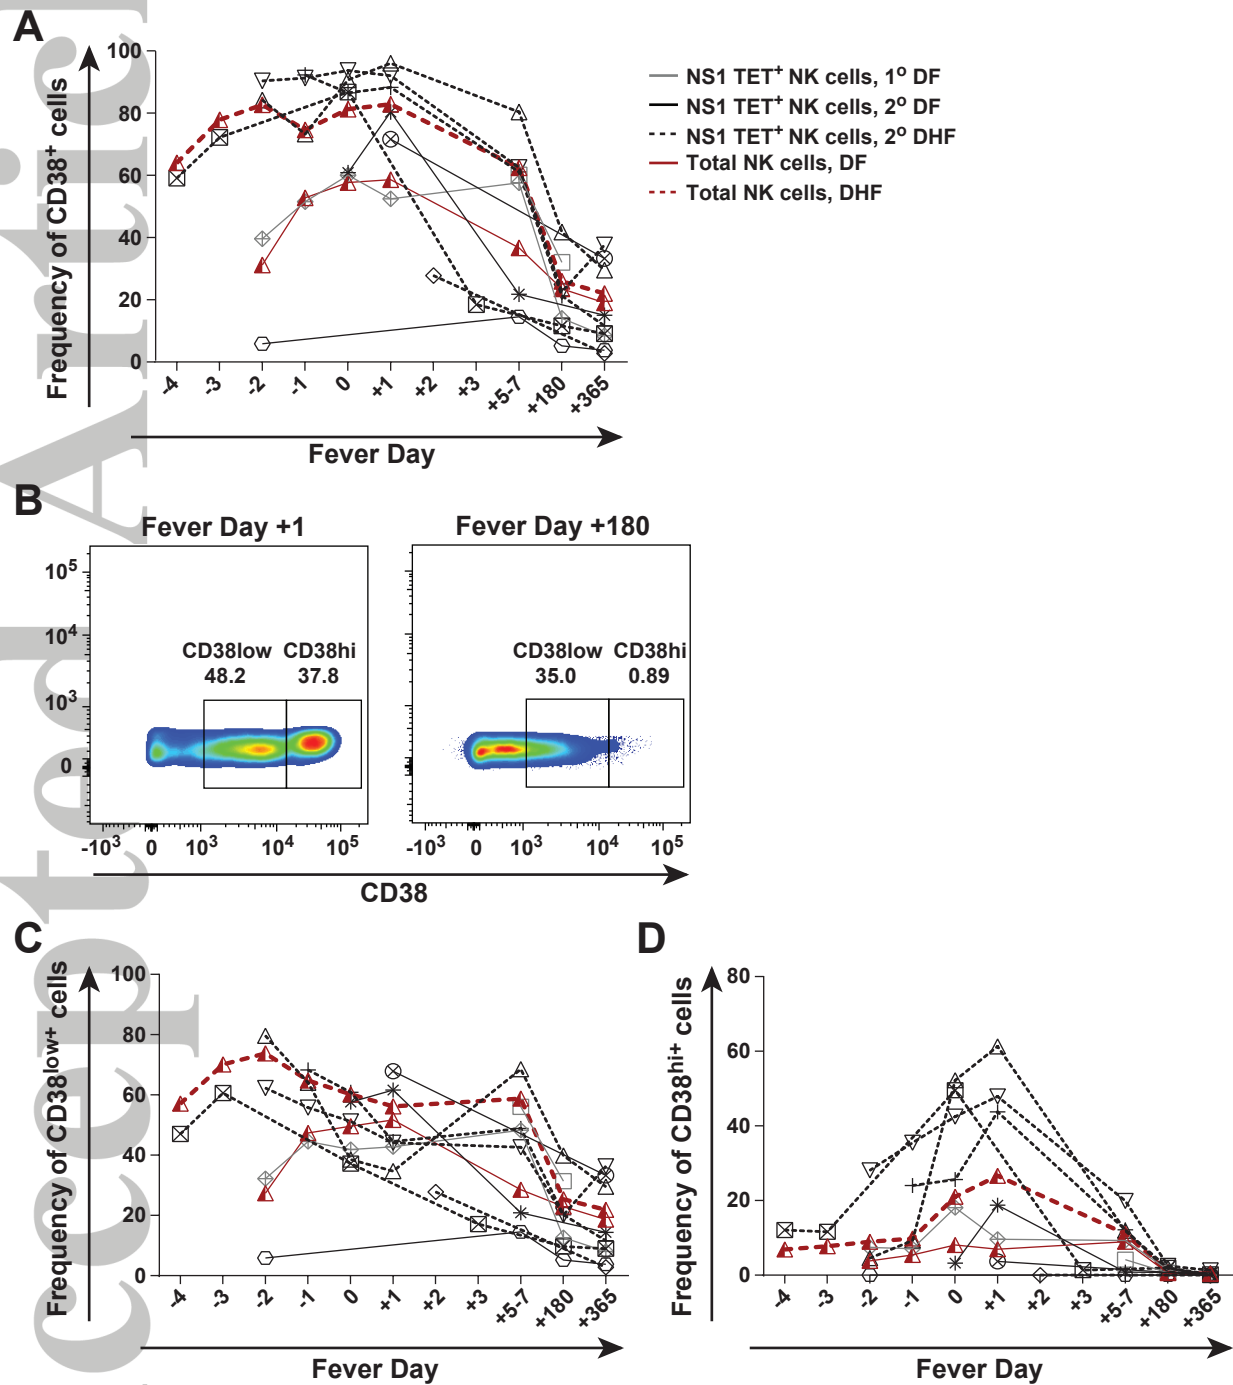 A
Frequency of CD38+ cells
100
80
60
40
20
0
-4 -3 -2 -1 0 +1 +2 +3 +5-7 +180 +365
Fever Day
NS1 TET+ NK cells, 1o DF
NS1 TET+ NK cells, 2o DF
NS1 TET+ NK cells, 2o DHF
Total NK cells, DF
Total NK cells, DHF
B
Fever Day +1
Fever Day +180
10^5
10^4
10^3
0
CD38low CD38hi
48.2 37.8
CD38low CD38hi
35.0 0.89
-10^3 0 10^3 10^4 10^5
-10^3 0 10^3 10^4 10^5
CD38
C
Frequency of CD38low+ cells
100
80
60
40
20
0
-4 -3 -2 -1 0 +1 +2 +3 +5-7 +180 +365
Fever Day
D
Frequency of CD38hi+ cells
80
60
40
20
0
-4 -3 -2 -1 0 +1 +2 +3 +5-7 +180 +365
Fever Day
cepted Articl